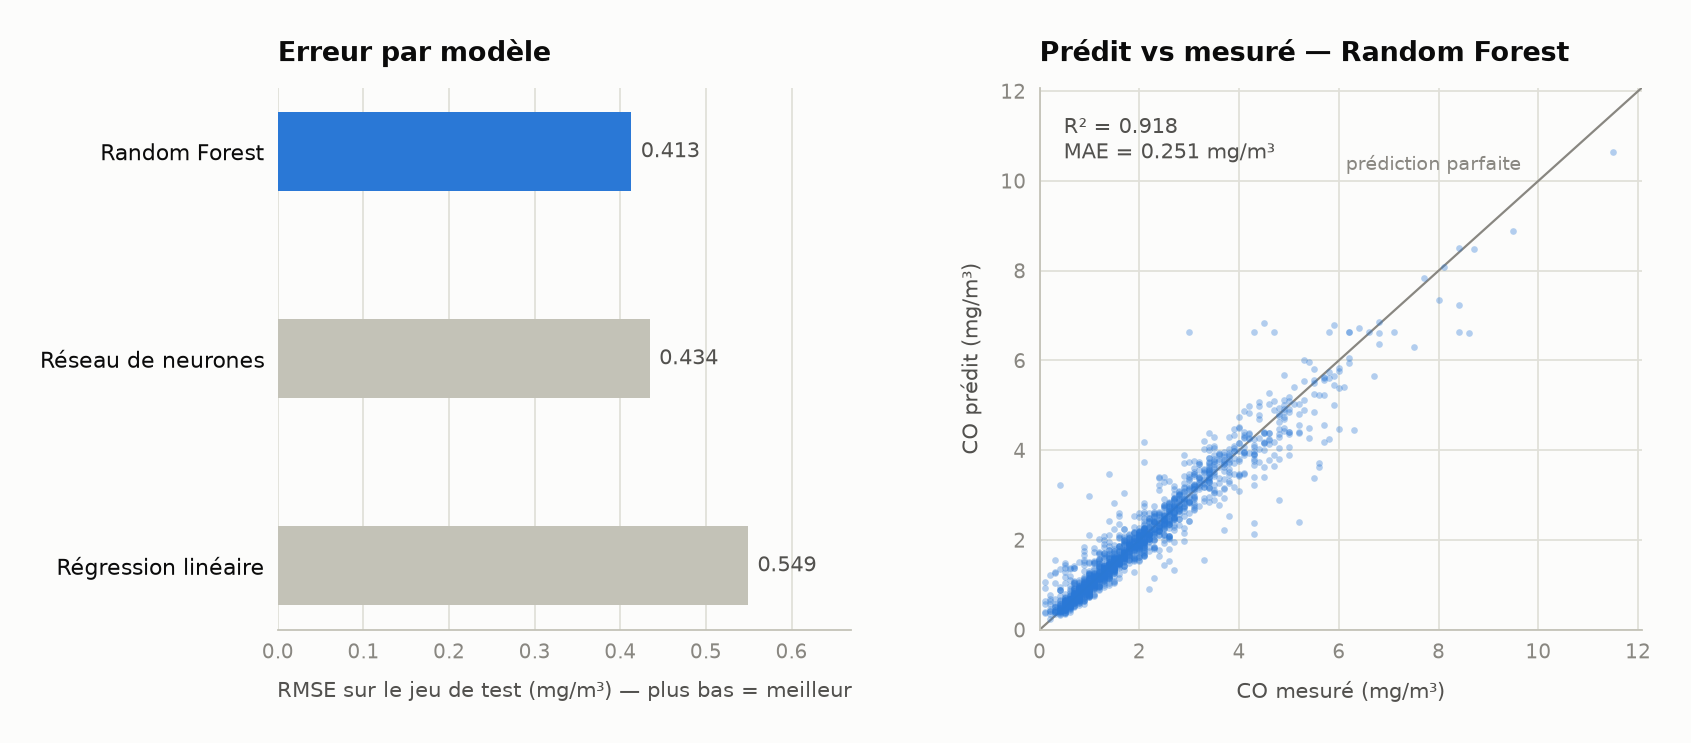 Erreur par modèle
Random Forest
0.413
Réseau de neurones
0.434
Régression linéaire
0.549
0.0 0.1 0.2 0.3 0.4 0.5 0.6
RMSE sur le jeu de test (mg/m³) — plus bas = meilleur
Prédit vs mesuré — Random Forest
R² = 0.918
MAE = 0.251 mg/m³
prédiction parfaite
CO prédit (mg/m³)
12
10
8
6
4
2
0
0 2 4 6 8 10 12
CO mesuré (mg/m³)